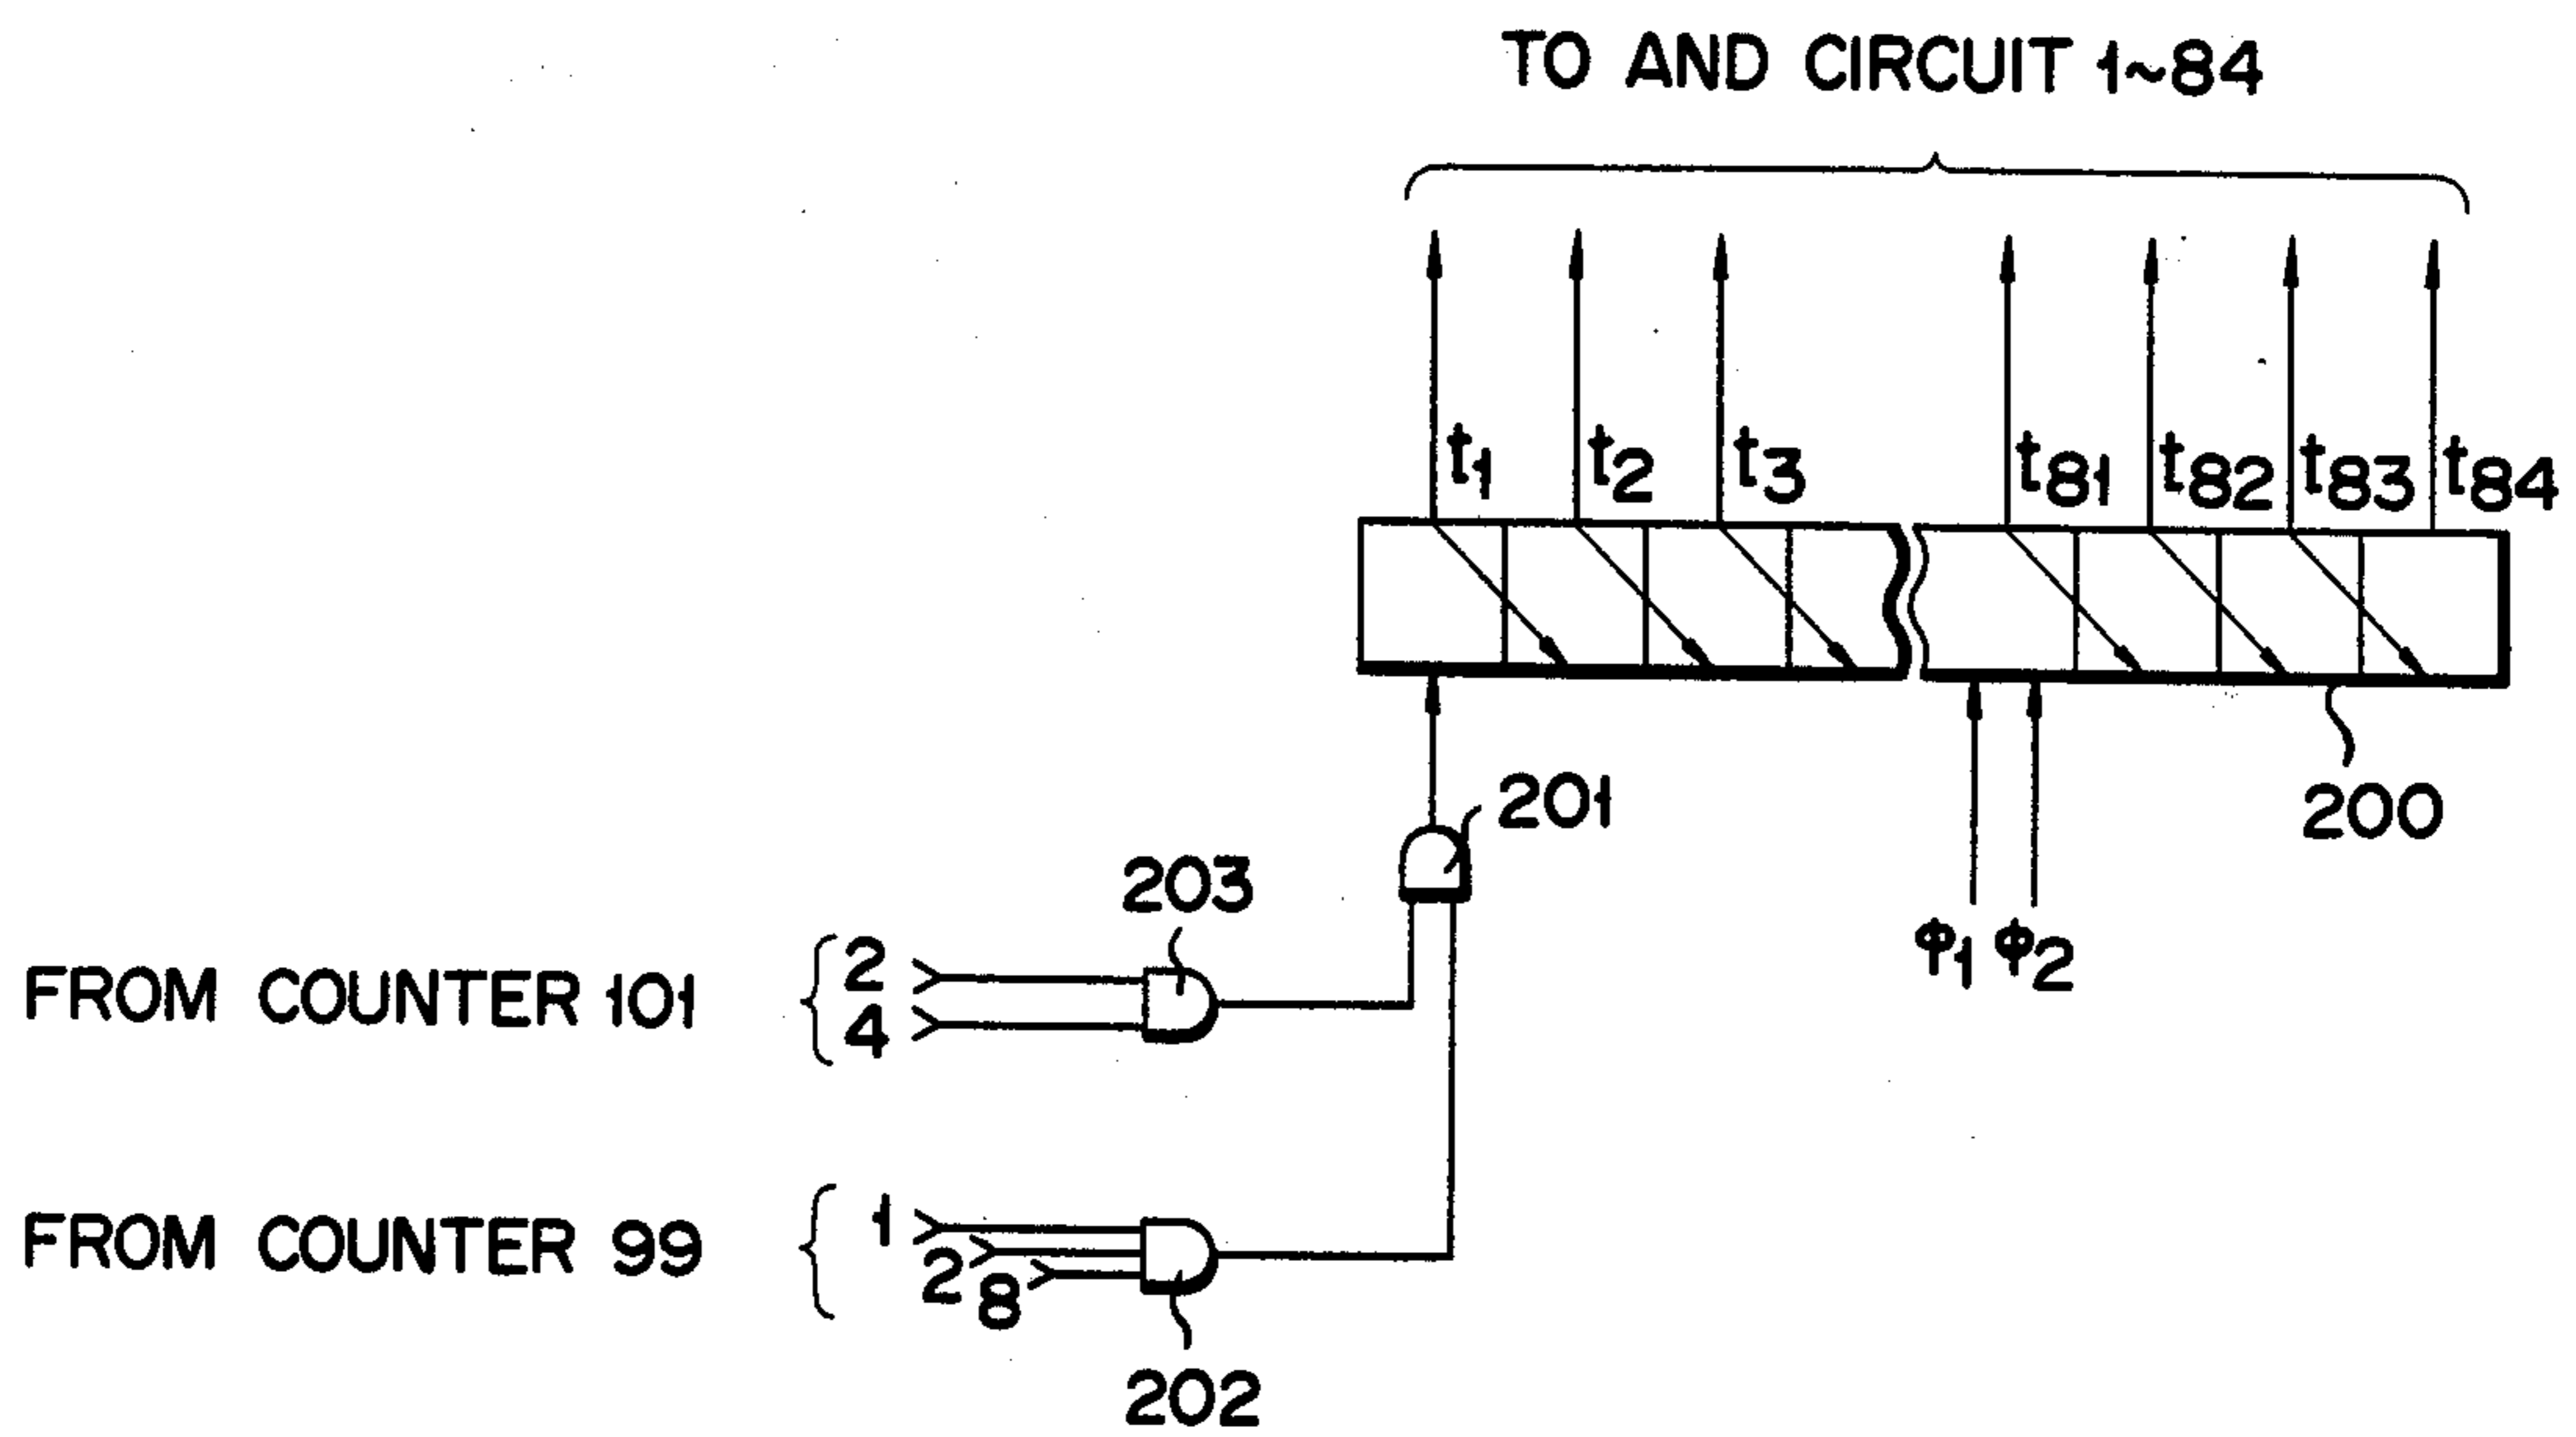 TO AND CIRCUIT 1~84
t1 t2 t3 t81 t82 t83 t84
201
200
203
ϕ1 ϕ2
FROM COUNTER 101 { 2
4
FROM COUNTER 99 { 1
2
8
202